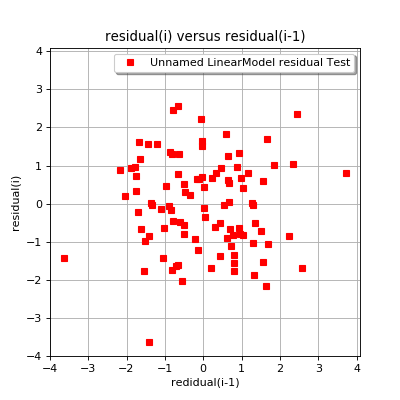 residual(i) versus residual(i-1)
Unnamed LinearModel residual Test
4
3
2
1
0
−1
−2
−3
−4
residual(i)
−4 −3 −2 −1 0 1 2 3 4
redidual(i-1)